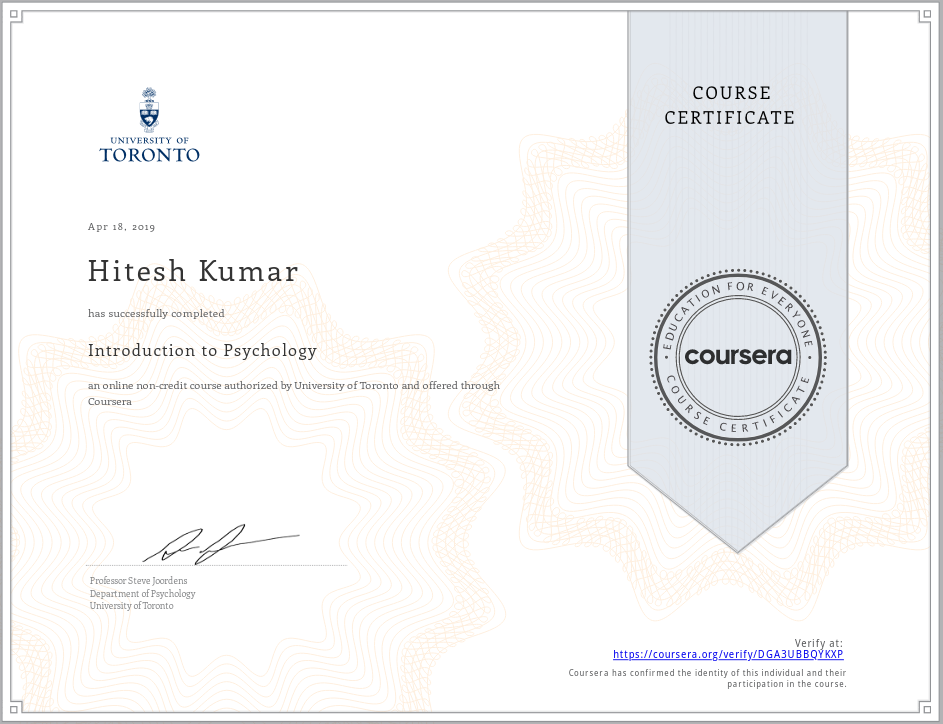 COURSE
CERTIFICATE
UNIVERSITY OF
TORONTO
Apr 18, 2019
Hitesh Kumar
has successfully completed
Introduction to Psychology
an online non-credit course authorized by University of Toronto and offered through
Coursera
EDUCATION FOR EVERYONE
coursera
COURSE CERTIFICATE
Professor Steve Joordens
Department of Psychology
University of Toronto
Verify at:
https://coursera.org/verify/DGA3UBBQYKXP
Coursera has confirmed the identity of this individual and their
participation in the course.